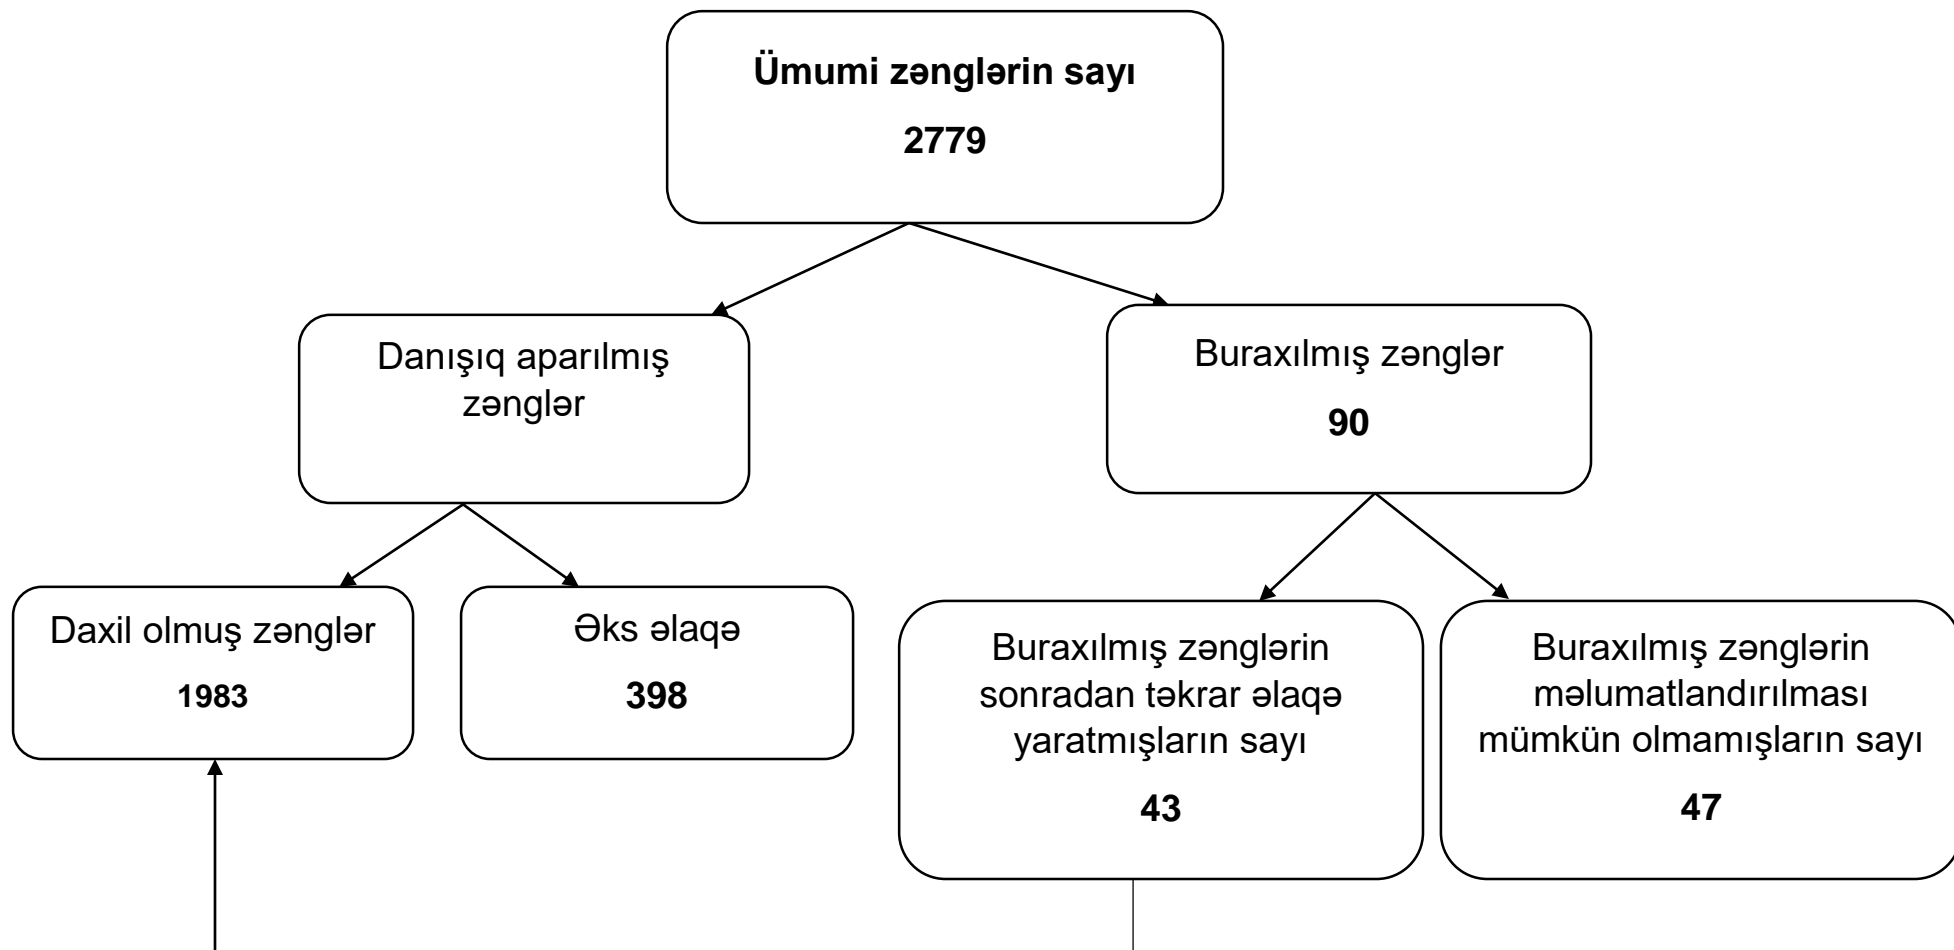 Ümumi zənglərin sayı
2779
Danışıq aparılmış
zənglər
Buraxılmış zənglər
90
Daxil olmuş zənglər
1983
Əks əlaqə
398
Buraxılmış zənglərin
sonradan təkrar əlaqə
yaratmışların sayı
43
Buraxılmış zənglərin
məlumatlandırılması
mümkün olmamışların sayı
47